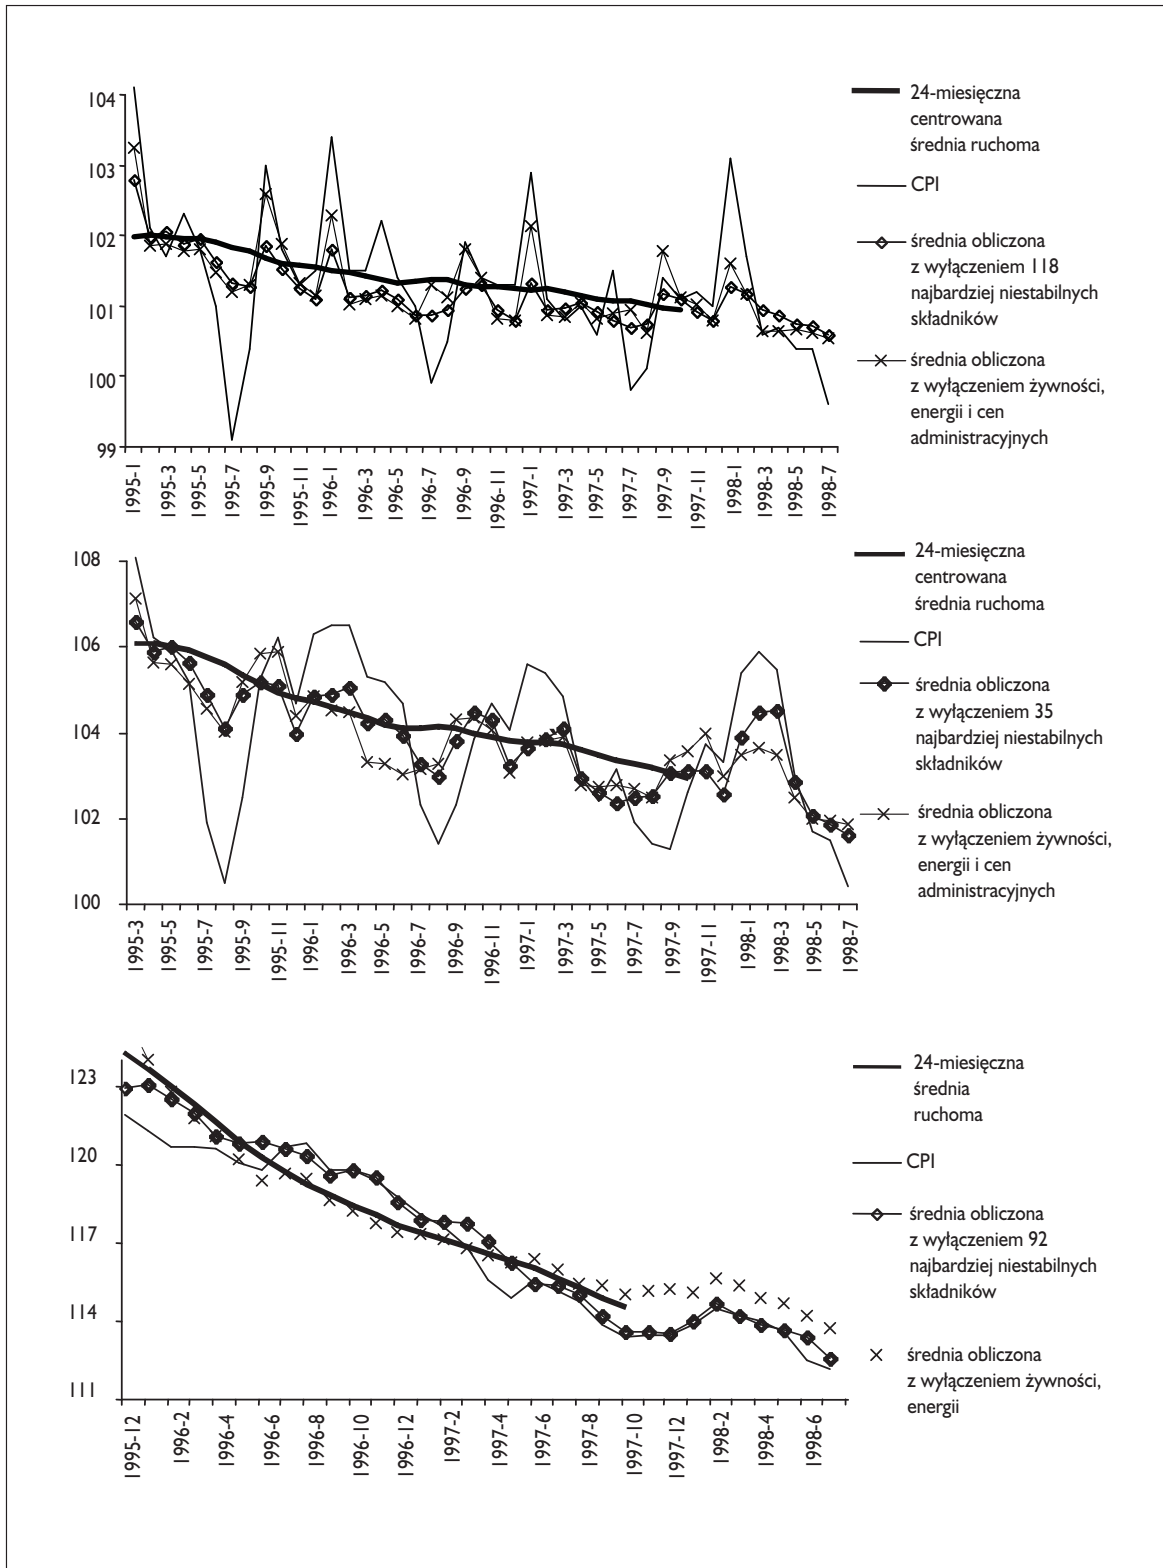 104
103
102
101
100
99
1995-1
1995-3
1995-5
1995-7
1995-9
1995-11
1996-1
1996-3
1996-5
1996-7
1996-9
1996-11
1997-1
1997-3
1997-5
1997-7
1997-9
1997-11
1998-1
1998-3
1998-5
1998-7
24-miesięczna
centrowana
średnia ruchoma
CPI
średnia obliczona
z wyłączeniem 118
najbardziej niestabilnych
składników
średnia obliczona
z wyłączeniem żywności,
energii i cen
administracyjnych
108
106
104
102
100
1995-3
1995-5
1995-7
1995-9
1995-11
1996-1
1996-3
1996-5
1996-7
1996-9
1996-11
1997-1
1997-3
1997-5
1997-7
1997-9
1997-11
1998-1
1998-3
1998-5
1998-7
24-miesięczna
centrowana
średnia ruchoma
CPI
średnia obliczona
z wyłączeniem 35
najbardziej niestabilnych
składników
średnia obliczona
z wyłączeniem żywności,
energii i cen
administracyjnych
123
120
117
114
111
1995-12
1996-2
1996-4
1996-6
1996-8
1996-10
1996-12
1997-2
1997-4
1997-6
1997-8
1997-10
1997-12
1998-2
1998-4
1998-6
24-miesięczna
średnia
ruchoma
CPI
średnia obliczona
z wyłączeniem 92
najbardziej niestabilnych
składników
średnia obliczona
z wyłączeniem żywności,
energii